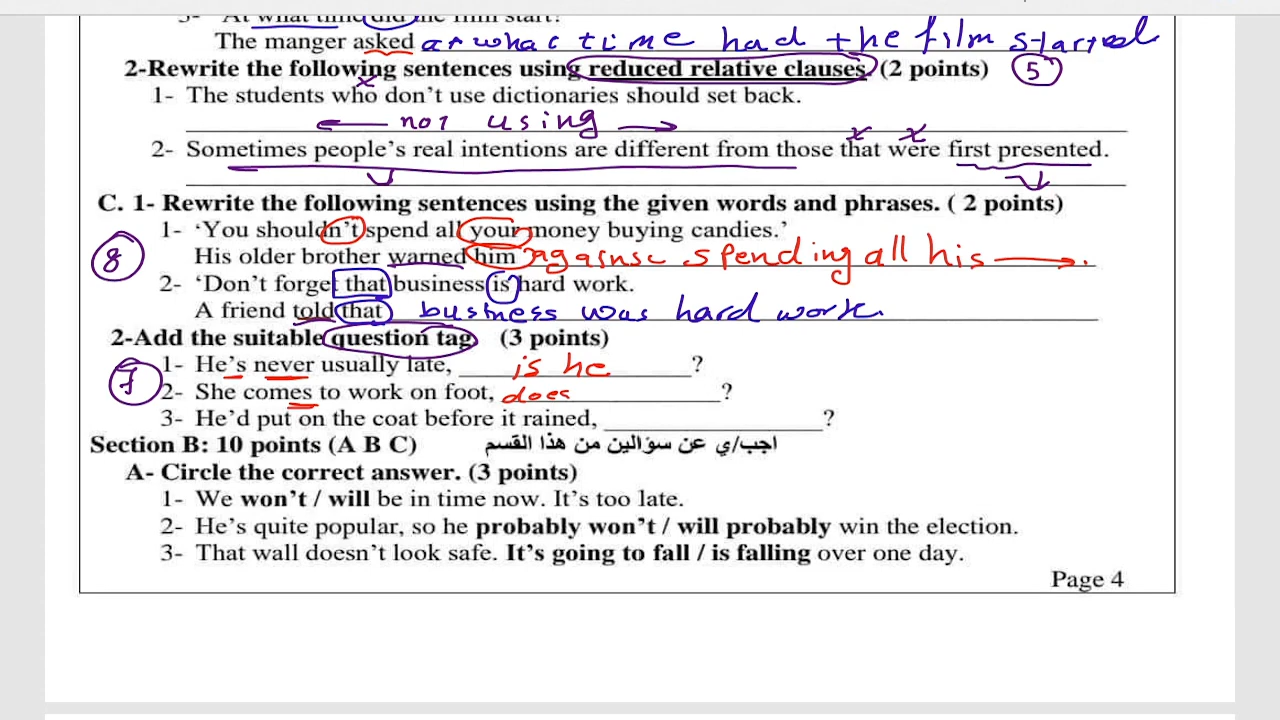 3- At what time did the film start?
The manger asked at what time had the film started
2-Rewrite the following sentences using reduced relative clauses. (2 points) 5
1- The students who don't use dictionaries should set back.
not using
2- Sometimes people's real intentions are different from those that were first presented.
C. 1- Rewrite the following sentences using the given words and phrases. ( 2 points)
1- 'You shouldn't spend all your money buying candies.'
8 His older brother warned him against spending all his
2- 'Don't forget that business is hard work.
A friend told that business was hard work.
2-Add the suitable question tag (3 points)
7 1- He's never usually late, is he ?
2- She comes to work on foot, does ?
3- He'd put on the coat before it rained, ____________________?
Section B: 10 points (A B C) اجب/ي عن سؤالين من هذا القسم
A- Circle the correct answer. (3 points)
1- We won't / will be in time now. It's too late.
2- He's quite popular, so he probably won't / will probably win the election.
3- That wall doesn't look safe. It's going to fall / is falling over one day.
Page 4